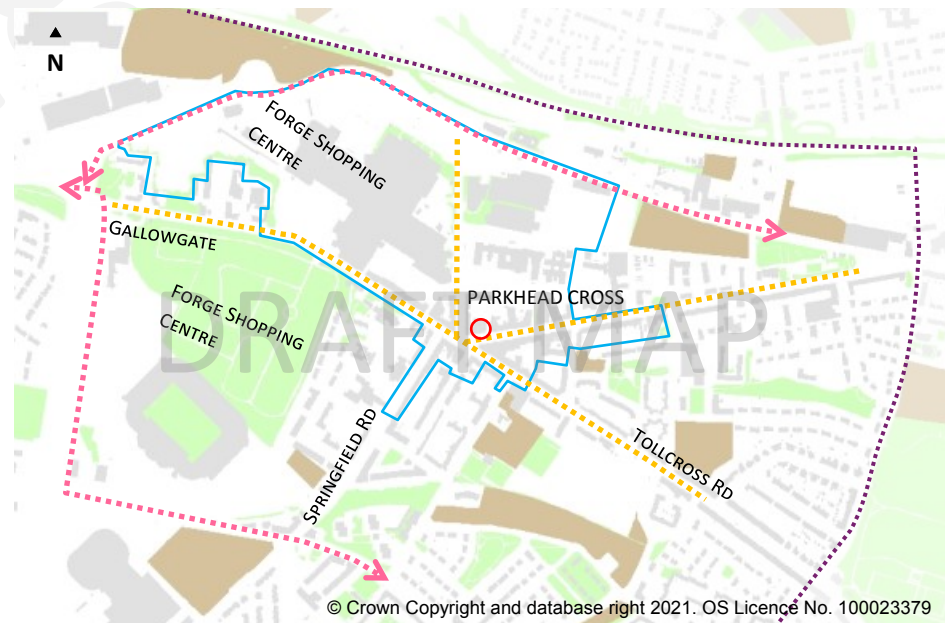 N
FORGE SHOPPING
CENTRE
GALLOWGATE
FORGE SHOPPING
CENTRE
PARKHEAD CROSS
DRAFT MAP
SPRINGFIELD RD
TOLLCROSS RD
© Crown Copyright and database right 2021. OS Licence No. 100023379